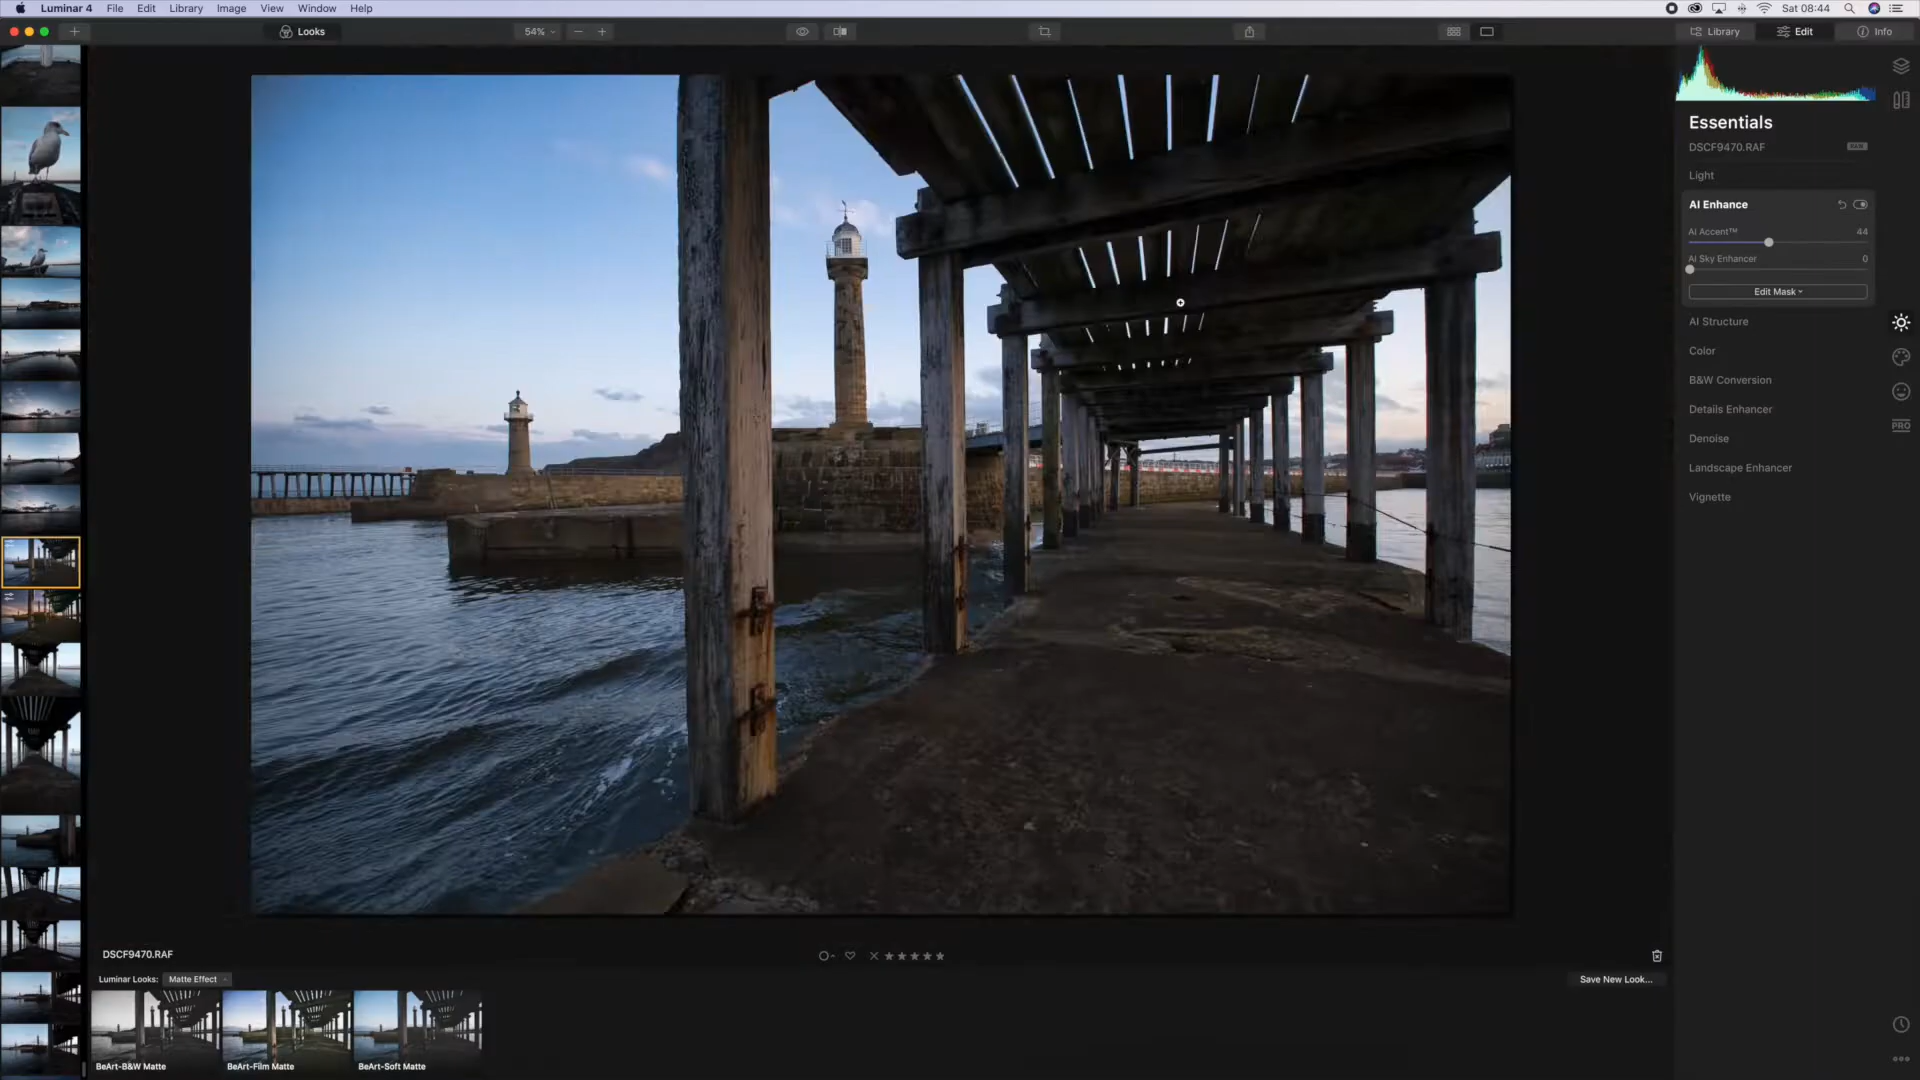 Luminar 4 File Edit Library Image View Window Help
Sat 08:44
Looks
54%
Library Edit Info
Essentials
DSCF9470.RAF
RAW
Light
AI Enhance
AI Accent™ 44
AI Sky Enhancer 0
Edit Mask
AI Structure
Color
B&W Conversion
Details Enhancer
Denoise
Landscape Enhancer
Vignette
PRO
DSCF9470.RAF
Luminar Looks: Matte Effect
Save New Look...
BeArt-B&W Matte
BeArt-Film Matte
BeArt-Soft Matte